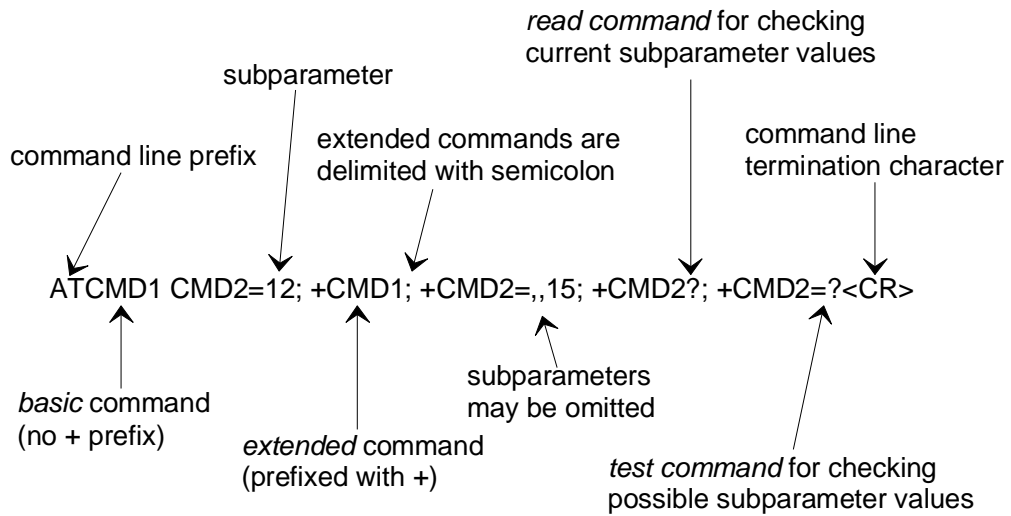 read command for checking
current subparameter values
subparameter
command line prefix
extended commands are
delimited with semicolon
command line
termination character
ATCMD1 CMD2=12; +CMD1; +CMD2=,,15; +CMD2?; +CMD2=?<CR>
basic command
(no + prefix)
extended command
(prefixed with +)
subparameters
may be omitted
test command for checking
possible subparameter values